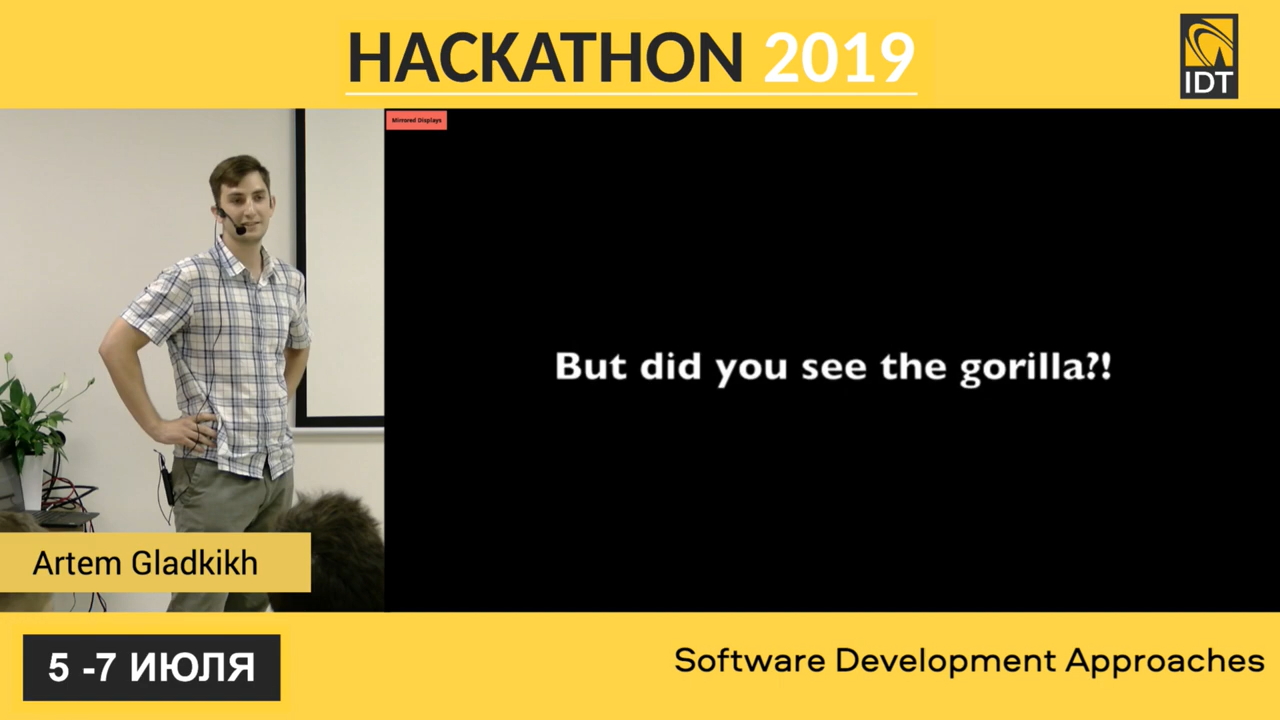 HACKATHON 2019
IDT
Mirrored Displays
But did you see the gorilla?!
Artem Gladkikh
5 -7 ИЮЛЯ
Software Development Approaches